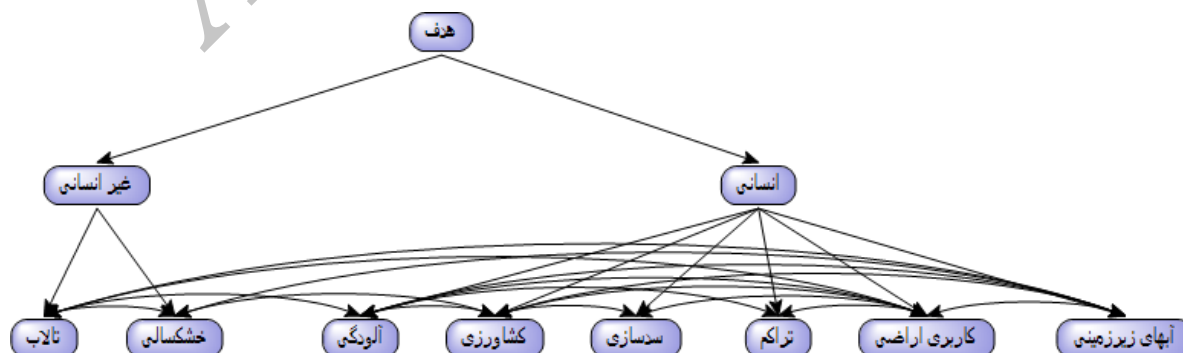 هدف
انسانی
غیر انسانی
آبهای زیرزمینی
کاربری اراضی
تراکم
سدسازی
کشاورزی
آلودگی
خشکسالی
تالاب